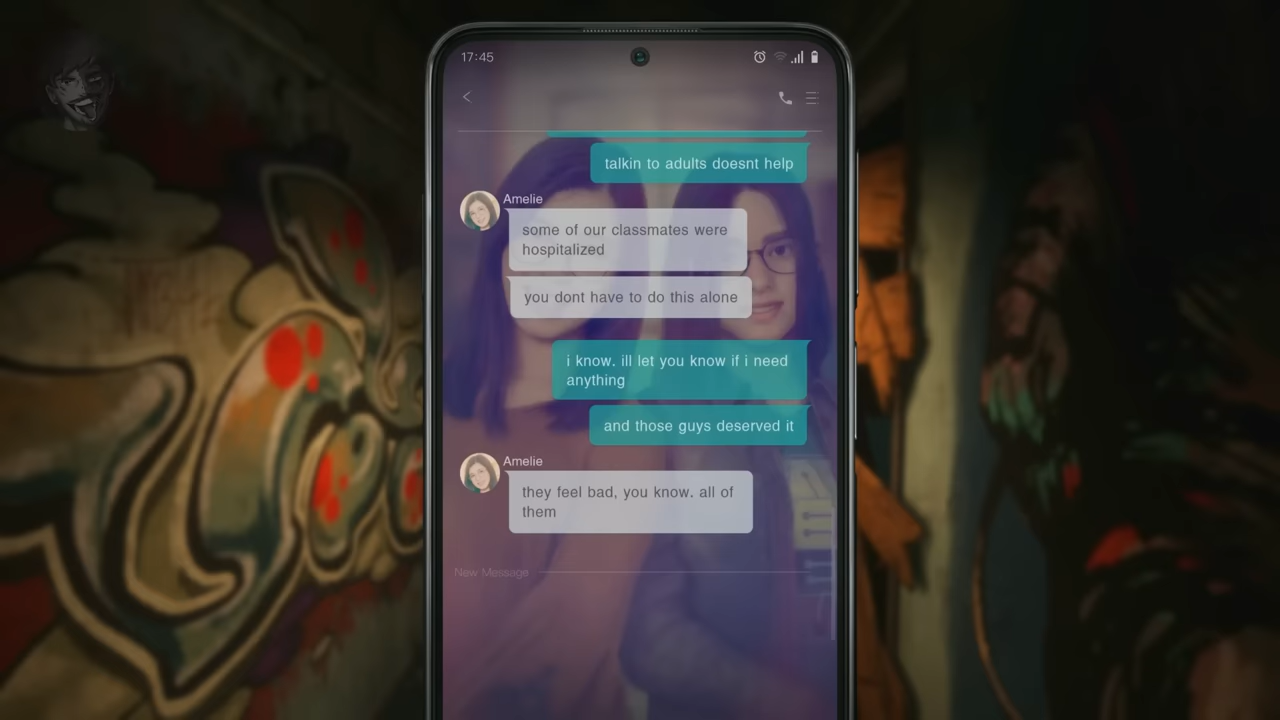 17:45
talkin to adults doesnt help
Amelie
some of our classmates were
hospitalized
you dont have to do this alone
i know. ill let you know if i need
anything
and those guys deserved it
Amelie
they feel bad, you know. all of
them
New Message